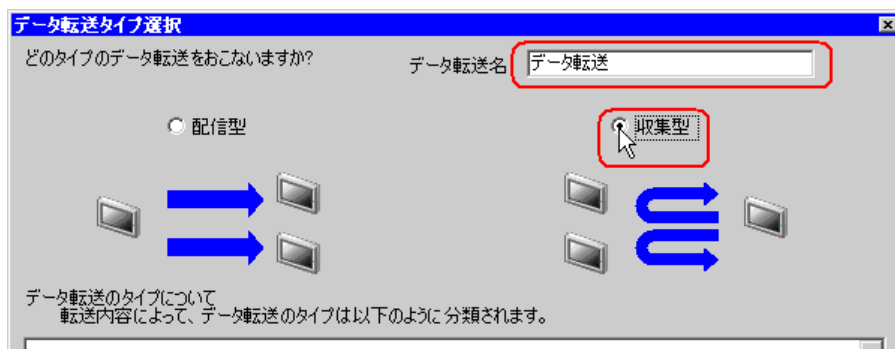 データ転送タイプ選択
どのタイプのデータ転送をおこないますか?
データ転送名 データ転送
配信型
収集型
データ転送のタイプについて
転送内容によって、データ転送のタイプは以下のように分類されます。